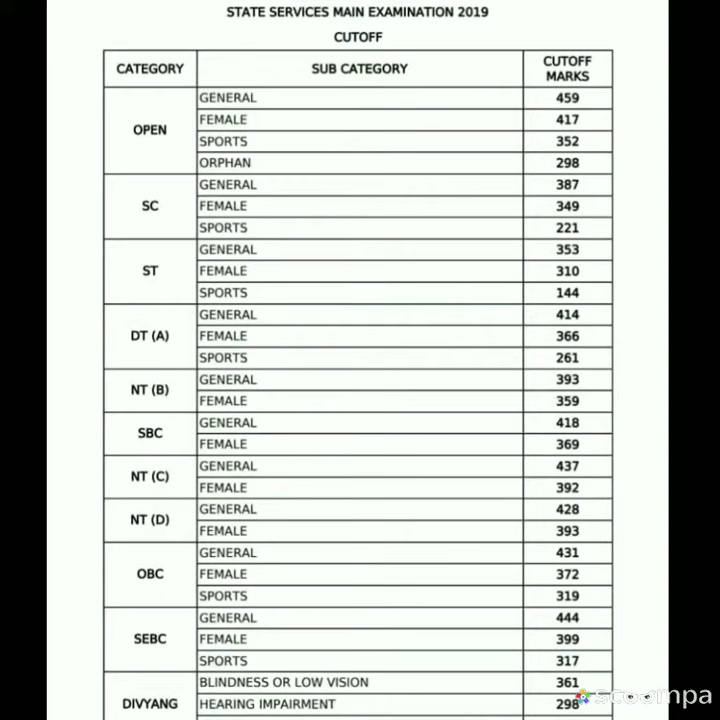 STATE SERVICES MAIN EXAMINATION 2019
CUTOFF
CATEGORY SUB CATEGORY CUTOFF MARKS
OPEN GENERAL 459
FEMALE 417
SPORTS 352
ORPHAN 298
SC GENERAL 387
FEMALE 349
SPORTS 221
ST GENERAL 353
FEMALE 310
SPORTS 144
DT (A) GENERAL 414
FEMALE 366
SPORTS 261
NT (B) GENERAL 393
FEMALE 359
SBC GENERAL 418
FEMALE 369
NT (C) GENERAL 437
FEMALE 392
NT (D) GENERAL 428
FEMALE 393
OBC GENERAL 431
FEMALE 372
SPORTS 319
SEBC GENERAL 444
FEMALE 399
SPORTS 317
DIVYANG BLINDNESS OR LOW VISION 361
HEARING IMPAIRMENT 298
scoompa